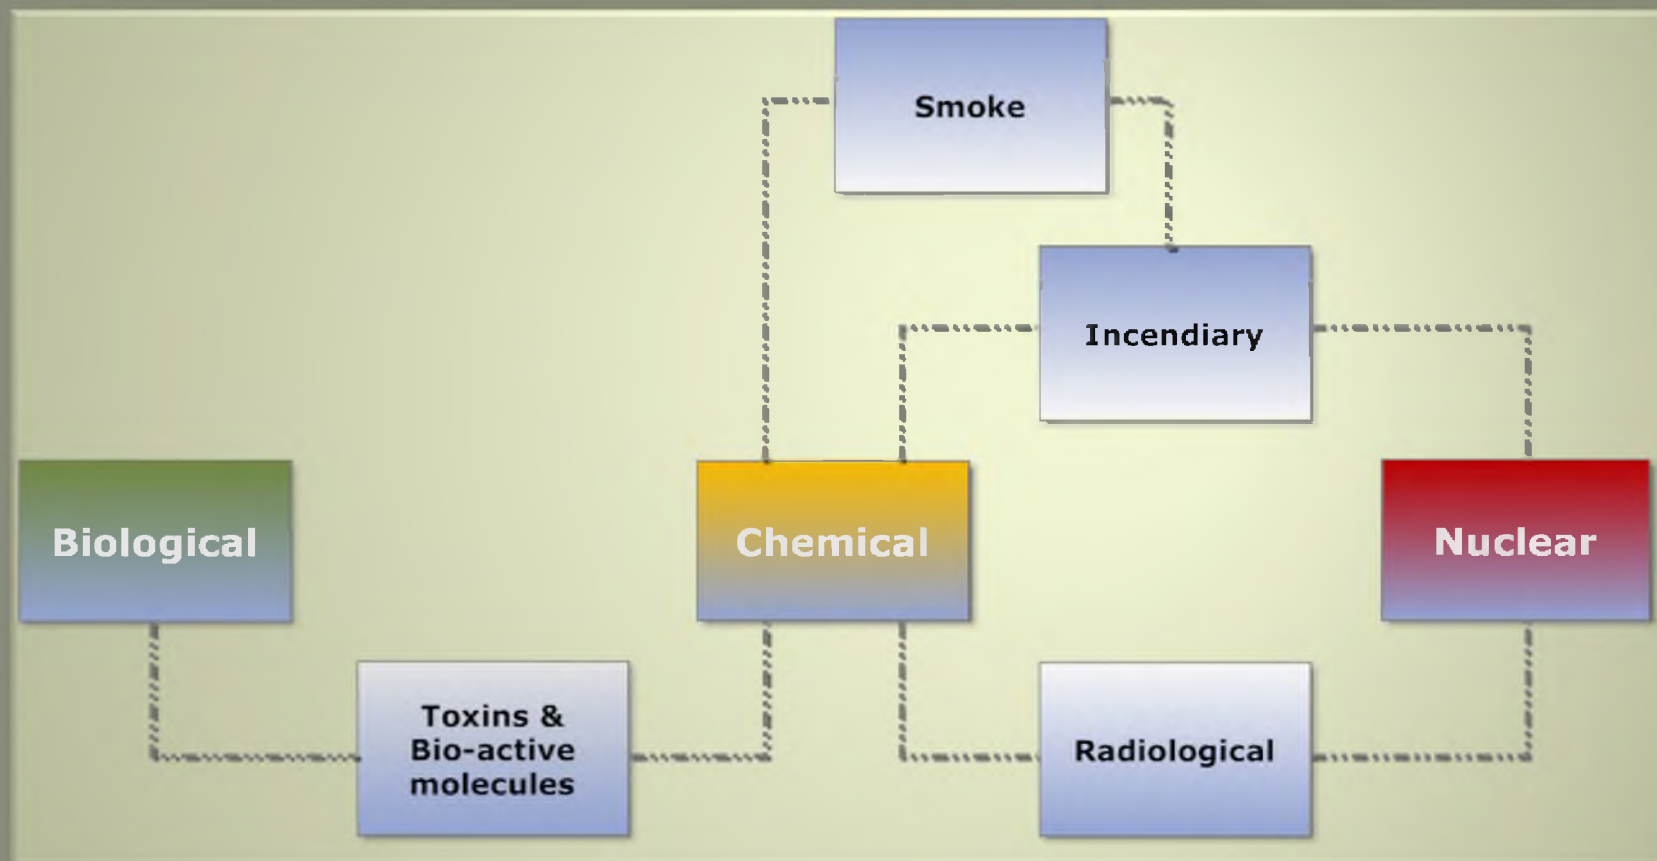 Smoke
Incendiary
Biological
Chemical
Nuclear
Toxins &
Bio-active
molecules
Radiological